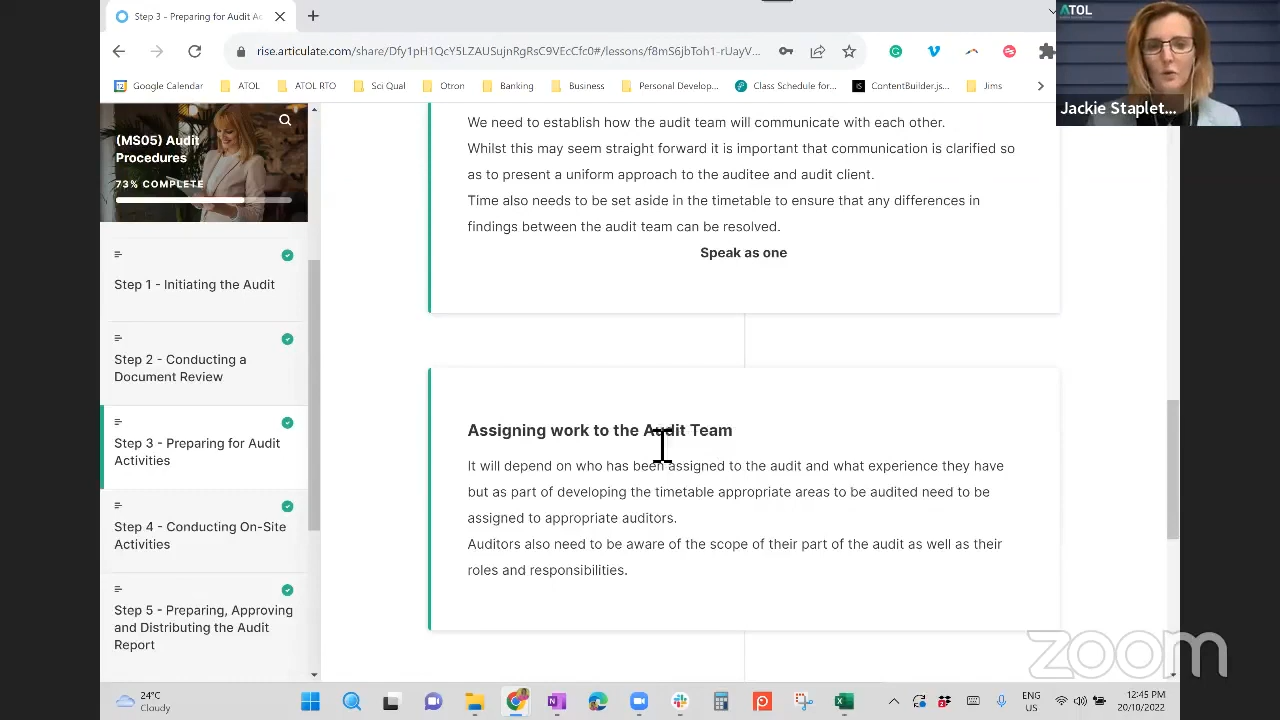 Step 3 - Preparing for Audit Ac
rise.articulate.com/share/Dfy1pH1QcY5LZAzJSujnRgRsC9VEcCfc0#/lessons/f8mS6jbToh1-rUayV...
Google Calendar
ATOL
ATOL RTO
Sci Qual
Otron
Banking
Business
Personal Develop...
Class Schedule for...
ContentBuilder.js...
Jims
ATOL
Jackie Staplet...
(MS05) Audit
Procedures
73% COMPLETE
Step 1 - Initiating the Audit
Step 2 - Conducting a
Document Review
Step 3 - Preparing for Audit
Activities
Step 4 - Conducting On-Site
Activities
Step 5 - Preparing, Approving
and Distributing the Audit
Report
We need to establish how the audit team will communicate with each other.
Whilst this may seem straight forward it is important that communication is clarified so
as to present a uniform approach to the auditee and audit client.
Time also needs to be set aside in the timetable to ensure that any differences in
findings between the audit team can be resolved.
Speak as one
Assigning work to the Audit Team
It will depend on who has been assigned to the audit and what experience they have
but as part of developing the timetable appropriate areas to be audited need to be
assigned to appropriate auditors.
Auditors also need to be aware of the scope of their part of the audit as well as their
roles and responsibilities.
zoom
24°C
Cloudy
ENG
US
12:45 PM
20/10/2022